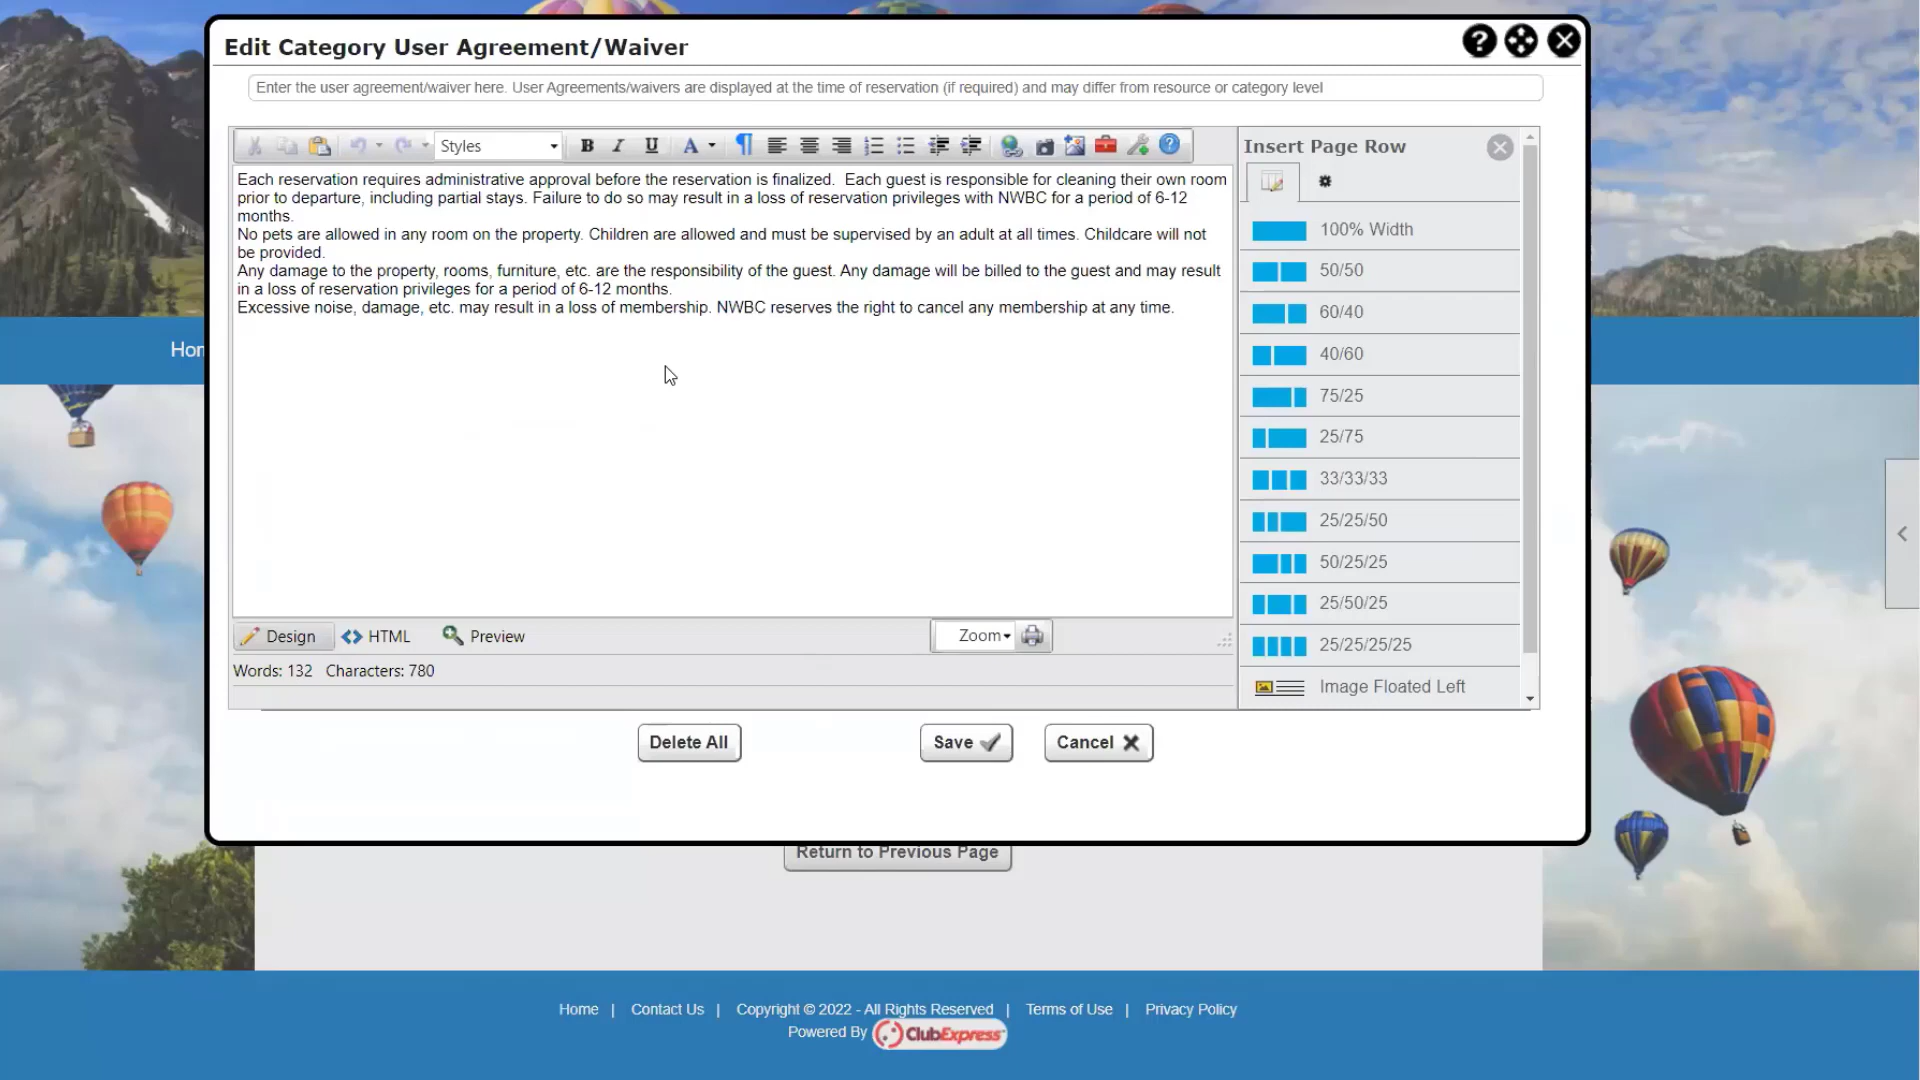 Edit Category User Agreement/Waiver
Enter the user agreement/waiver here. User Agreements/waivers are displayed at the time of reservation (if required) and may differ from resource or category level
Styles
B I U A
Each reservation requires administrative approval before the reservation is finalized.  Each guest is responsible for cleaning their own room
prior to departure, including partial stays. Failure to do so may result in a loss of reservation privileges with NWBC for a period of 6-12
months.
No pets are allowed in any room on the property. Children are allowed and must be supervised by an adult at all times. Childcare will not
be provided.
Any damage to the property, rooms, furniture, etc. are the responsibility of the guest. Any damage will be billed to the guest and may result
in a loss of reservation privileges for a period of 6-12 months.
Excessive noise, damage, etc. may result in a loss of membership. NWBC reserves the right to cancel any membership at any time.
Insert Page Row
100% Width
50/50
60/40
40/60
75/25
25/75
33/33/33
25/25/50
50/25/25
25/50/25
25/25/25/25
Image Floated Left
Design HTML Preview Zoom
Words: 132 Characters: 780
Delete All Save Cancel
Return to Previous Page
Home | Contact Us | Copyright © 2022 - All Rights Reserved | Terms of Use | Privacy Policy
Powered By ClubExpress